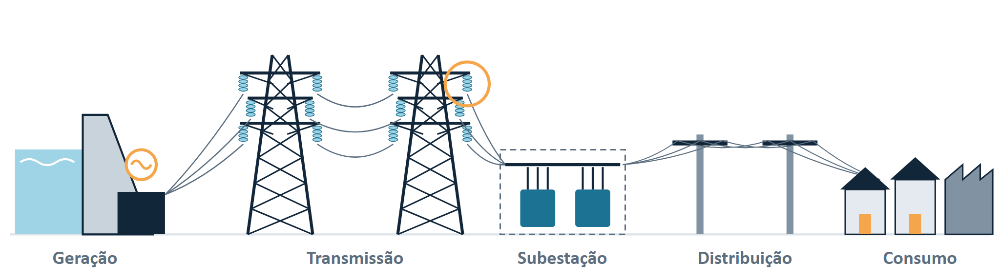 Geração
Transmissão
Subestação
Distribuição
Consumo